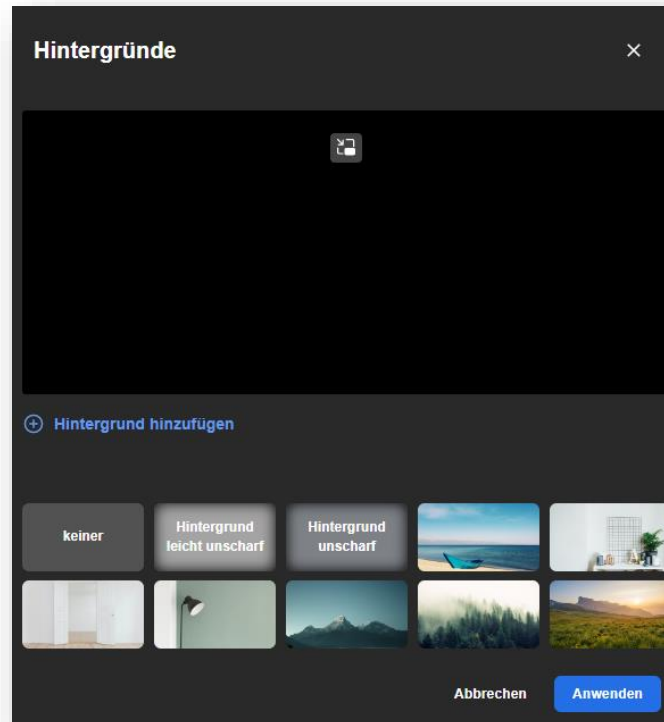 Hintergründe
Hintergrund hinzufügen
keiner
Hintergrund
leicht unscharf
Hintergrund
unscharf
Abbrechen
Anwenden